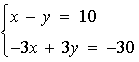 x − y = 10
−3x + 3y = −30